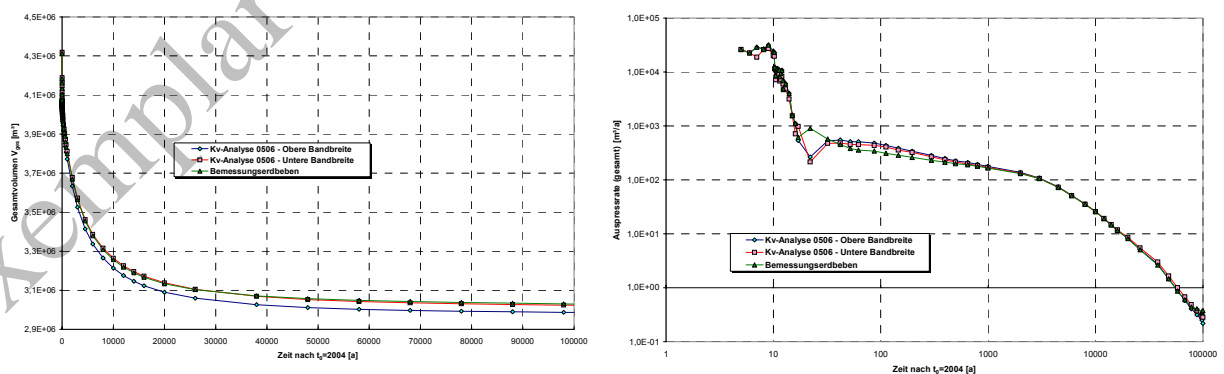 4,5E+06
4,3E+06
4,1E+06
3,9E+06
3,7E+06
3,5E+06
3,3E+06
3,1E+06
2,9E+06
Gesamtvolumen V ges [m³]
Kv-Analyse 0506 - Obere Bandbreite
Kv-Analyse 0506 - Untere Bandbreite
Bemessungserdbeben
0 10000 20000 30000 40000 50000 60000 70000 80000 90000 100000
Zeit nach t0=2004 [a]
1,0E+05
1,0E+04
1,0E+03
1,0E+02
1,0E+01
1,0E+00
1,0E-01
Auspressrate (gesamt) [m³/a]
Kv-Analyse 0506 - Obere Bandbreite
Kv-Analyse 0506 - Untere Bandbreite
Bemessungserdbeben
1 10 100 1000 10000 100000
Zeit nach t0=2004 [a]
xemplar